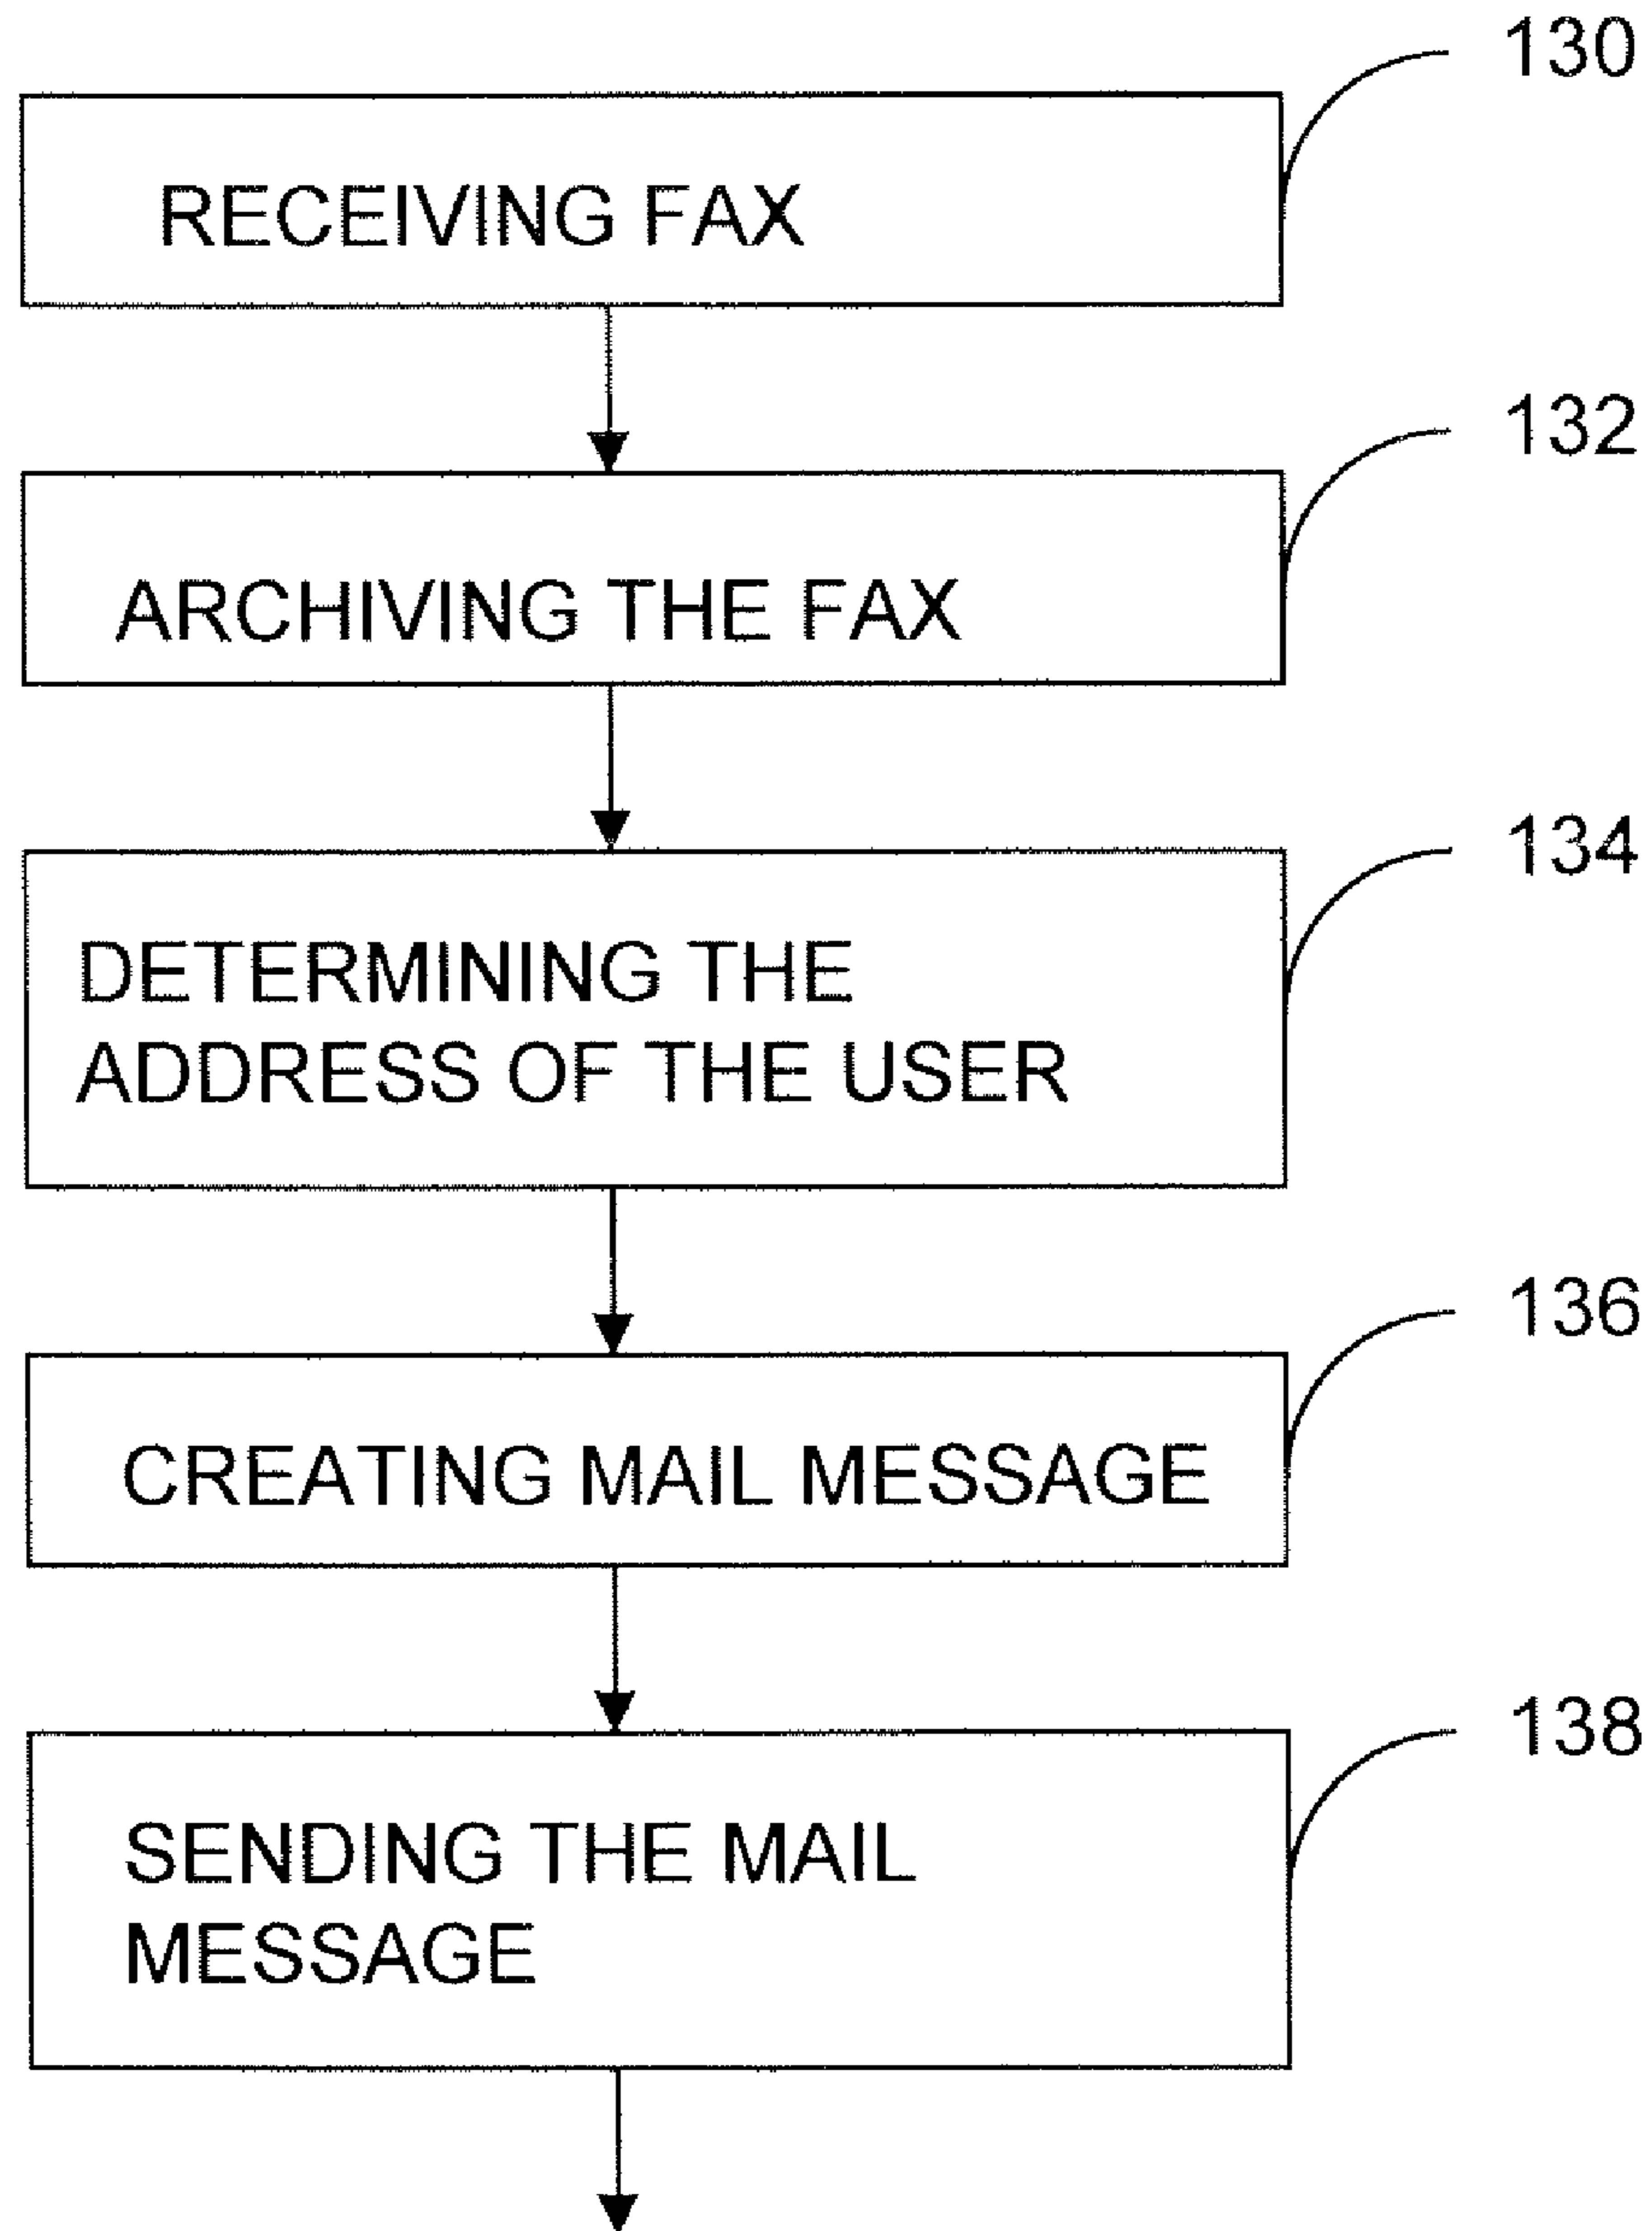 130
RECEIVING FAX
132
ARCHIVING THE FAX
134
DETERMINING THE
ADDRESS OF THE USER
136
CREATING MAIL MESSAGE
138
SENDING THE MAIL
MESSAGE